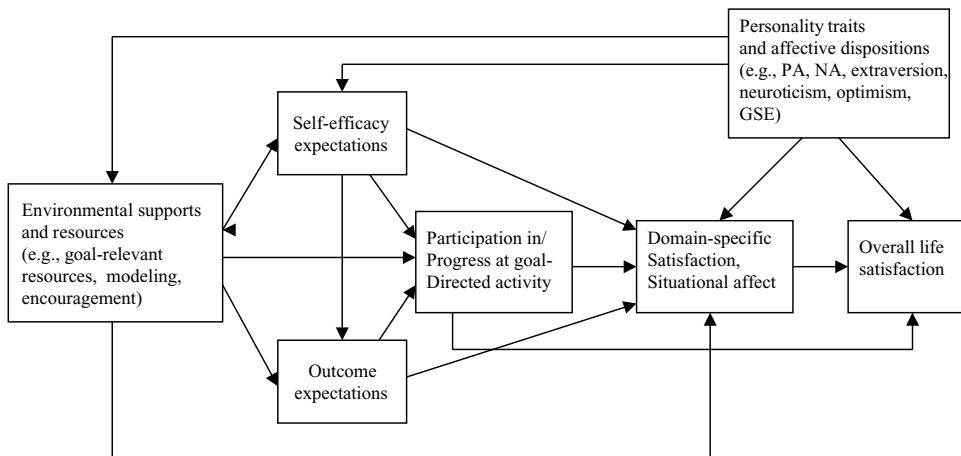 Personality traits
and affective dispositions
(e.g., PA, NA, extraversion,
neuroticism, optimism,
GSE)
Self-efficacy
expectations
Environmental supports
and resources
(e.g., goal-relevant
resources, modeling,
encouragement)
Participation in/
Progress at goal-
Directed activity
Domain-specific
Satisfaction,
Situational affect
Overall life
satisfaction
Outcome
expectations